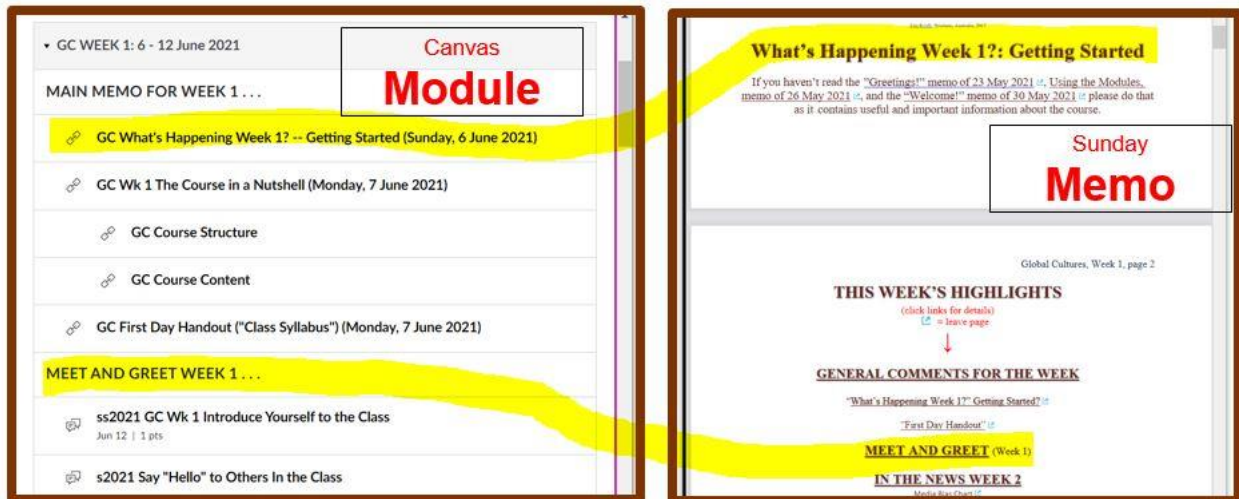 GC WEEK 1: 6 - 12 June 2021
Canvas
Module
MAIN MEMO FOR WEEK 1 . . .
GC What's Happening Week 1? -- Getting Started (Sunday, 6 June 2021)
GC Wk 1 The Course in a Nutshell (Monday, 7 June 2021)
GC Course Structure
GC Course Content
GC First Day Handout ("Class Syllabus") (Monday, 7 June 2021)
MEET AND GREET WEEK 1 . . .
ss2021 GC Wk 1 Introduce Yourself to the Class
Jun 12 | 1 pts
s2021 Say "Hello" to Others In the Class
What's Happening Week 1?: Getting Started
If you haven't read the "Greetings!" memo of 23 May 2021, Using the Modules,
memo of 26 May 2021, and the "Welcome!" memo of 30 May 2021 please do that
as it contains useful and important information about the course.
Sunday
Memo
Global Cultures, Week 1, page 2
THIS WEEK'S HIGHLIGHTS
(click links for details)
= leave page
↓
GENERAL COMMENTS FOR THE WEEK
"What's Happening Week 1?" Getting Started?
"First Day Handout"
MEET AND GREET (Week 1)
IN THE NEWS WEEK 2
Media Bias Chart